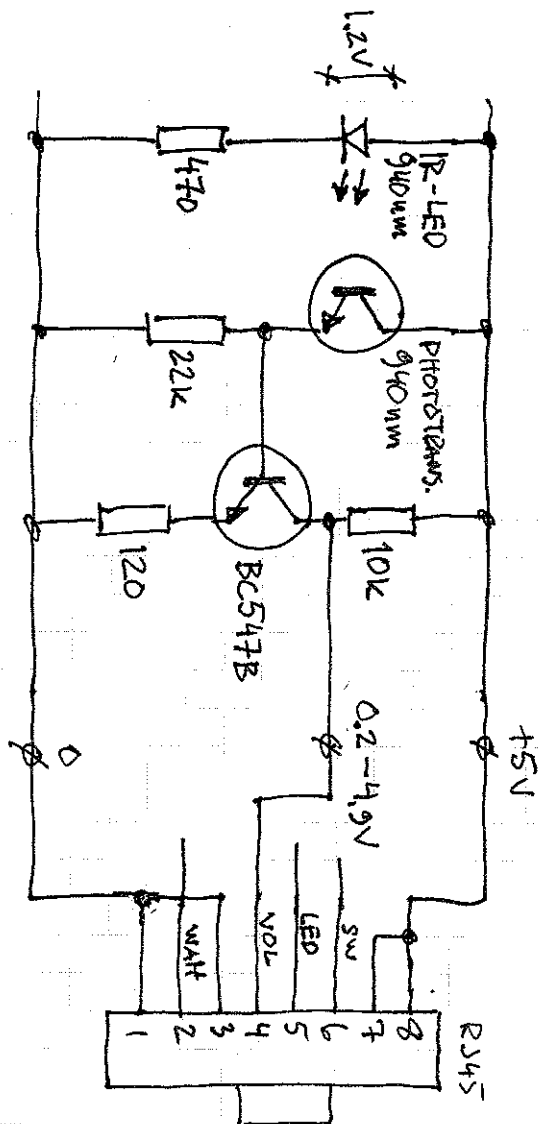 +5V
0.2-4,9V
0
1.2V
IR-LED
940nm
470
PHOTOTRANS.
940nm
22k
10k
BC547B
120
RJ45
8
7
6
5
4
3
2
1
SW
LED
VOL
WAH